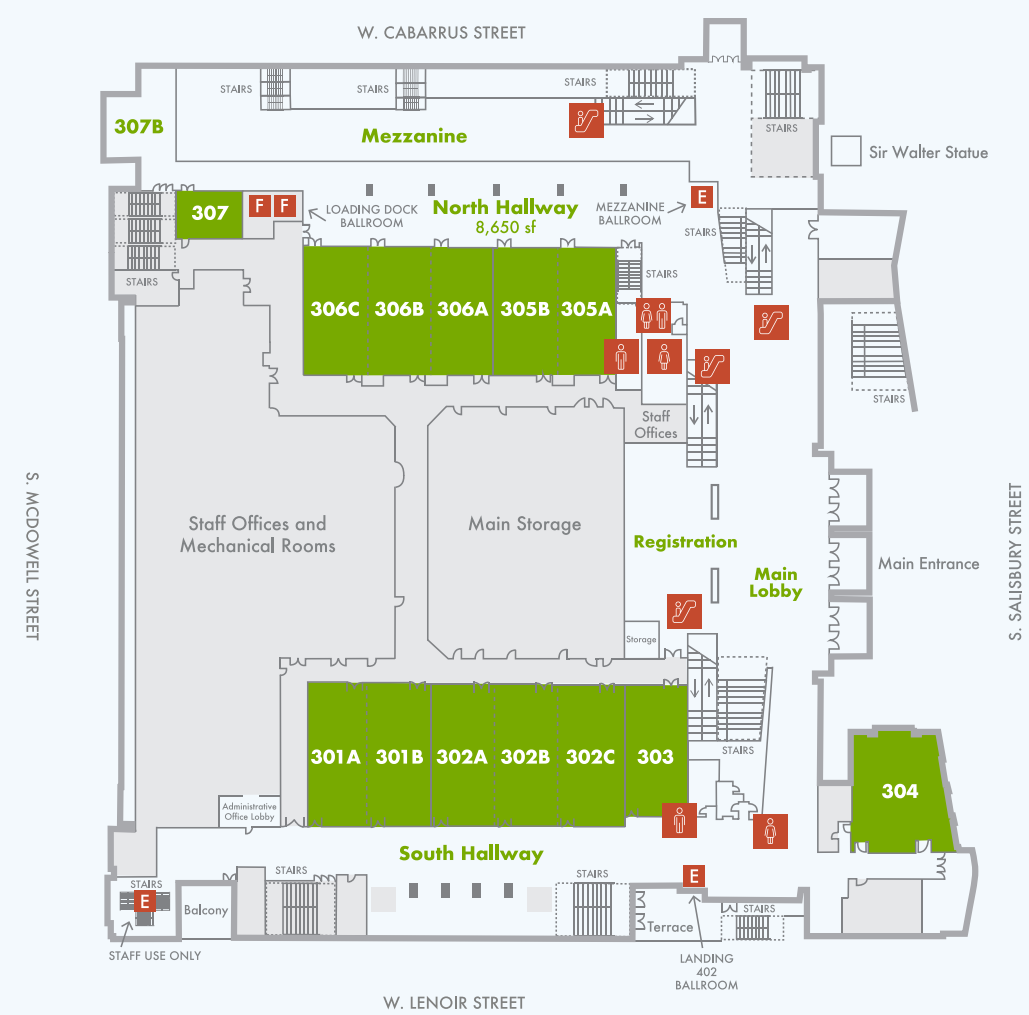 W. CABARRUS STREET
STAIRS
STAIRS
STAIRS
307B
Mezzanine
STAIRS
Sir Walter Statue
307
F
F
LOADING DOCK
BALLROOM
North Hallway
8,650 sf
MEZZANINE
BALLROOM
E
STAIRS
STAIRS
STAIRS
306C
306B
306A
305B
305A
STAIRS
Staff
Offices
S. MCDOWELL STREET
Staff Offices and
Mechanical Rooms
Main Storage
Registration
Main
Lobby
Main Entrance
S. SALISBURY STREET
Storage
301A
301B
302A
302B
302C
303
STAIRS
304
Administrative
Office Lobby
South Hallway
STAIRS
E
STAIRS
STAIRS
E
Balcony
STAIRS
Terrace
STAFF USE ONLY
LANDING
402
BALLROOM
W. LENOIR STREET